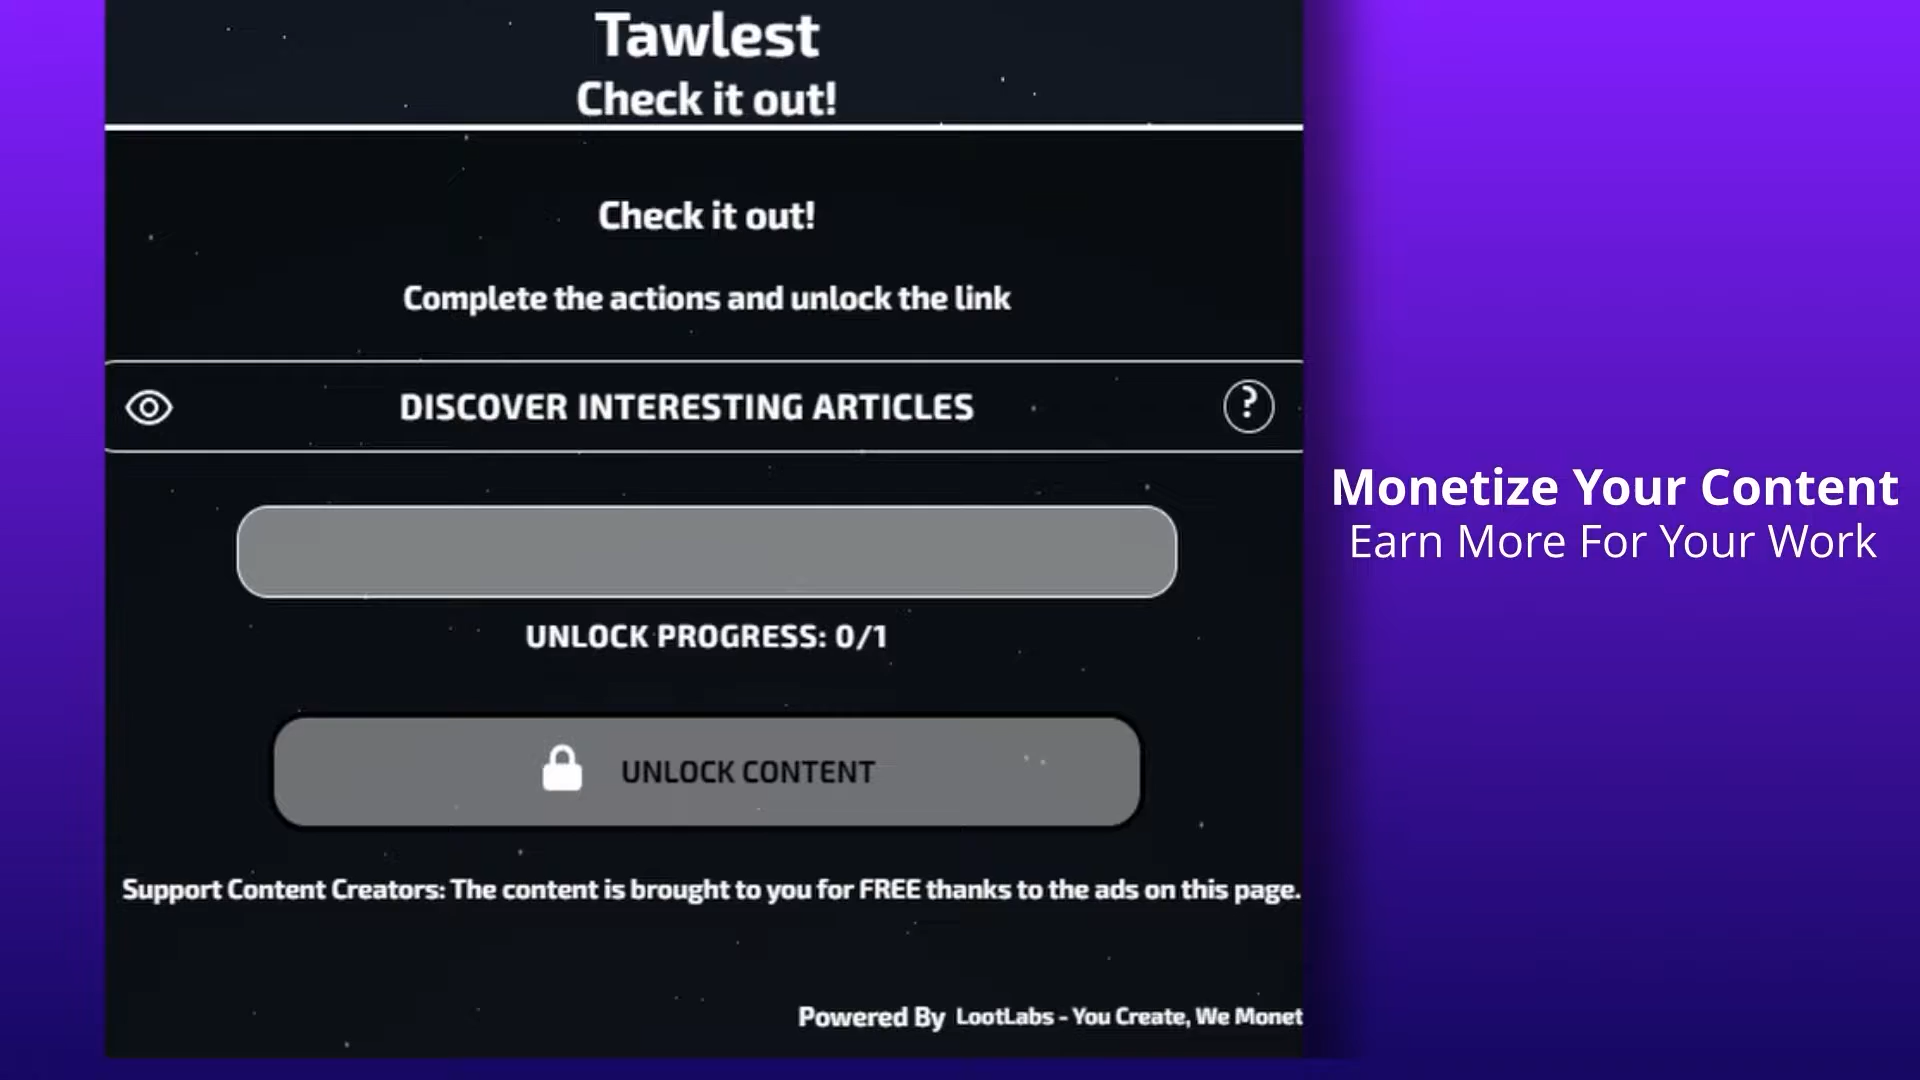 Tawlest
Check it out!
Check it out!
Complete the actions and unlock the link
DISCOVER INTERESTING ARTICLES
?
UNLOCK PROGRESS: 0/1
UNLOCK CONTENT
Support Content Creators: The content is brought to you for FREE thanks to the ads on this page.
Powered By LootLabs - You Create, We Monet
Monetize Your Content
Earn More For Your Work